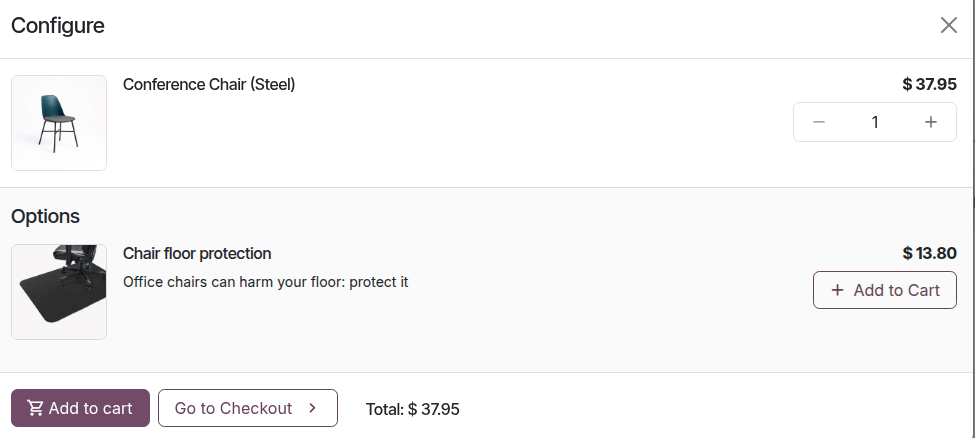 Configure
Conference Chair (Steel)
$ 37.95
1
Options
Chair floor protection
$ 13.80
Office chairs can harm your floor: protect it
Add to Cart
Add to cart
Go to Checkout
Total: $ 37.95